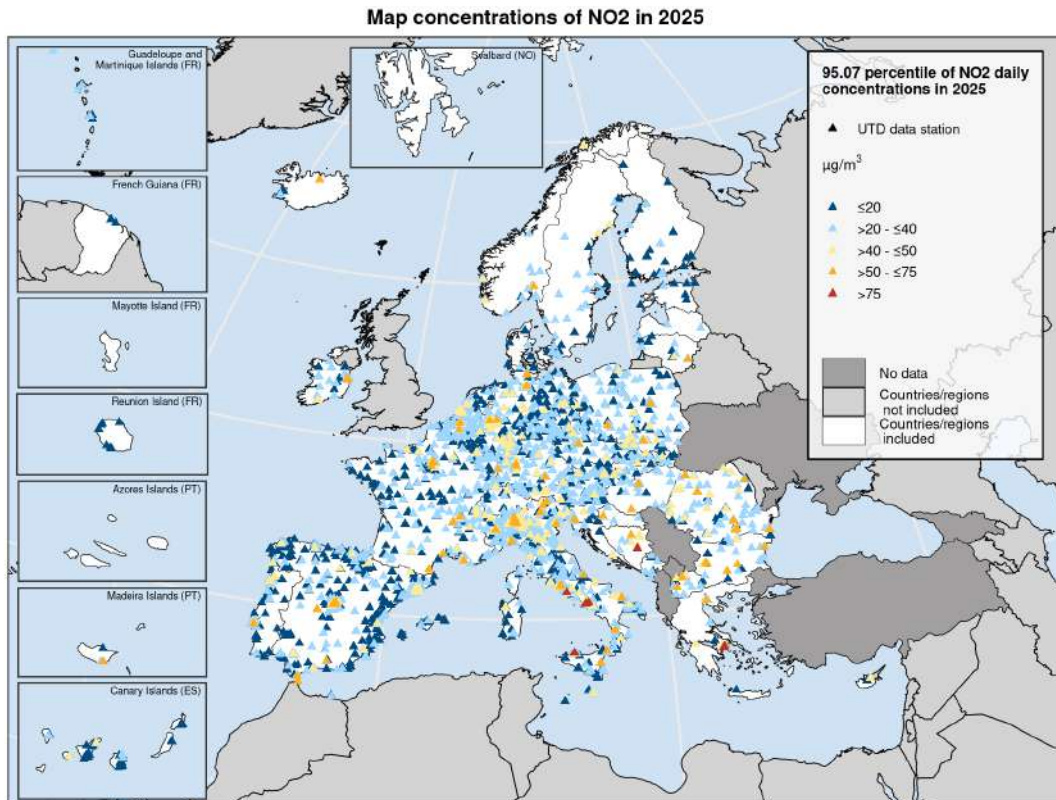 Map concentrations of NO2 in 2025
Guadeloupe and
Martinique Islands (FR)
Svalbard (NO)
French Guiana (FR)
Mayotte Island (FR)
Reunion Island (FR)
Azores Islands (PT)
Madeira Islands (PT)
Canary Islands (ES)
95.07 percentile of NO2 daily
concentrations in 2025
UTD data station
µg/m³
≤20
>20 - ≤40
>40 - ≤50
>50 - ≤75
>75
No data
Countries/regions
not included
Countries/regions
included